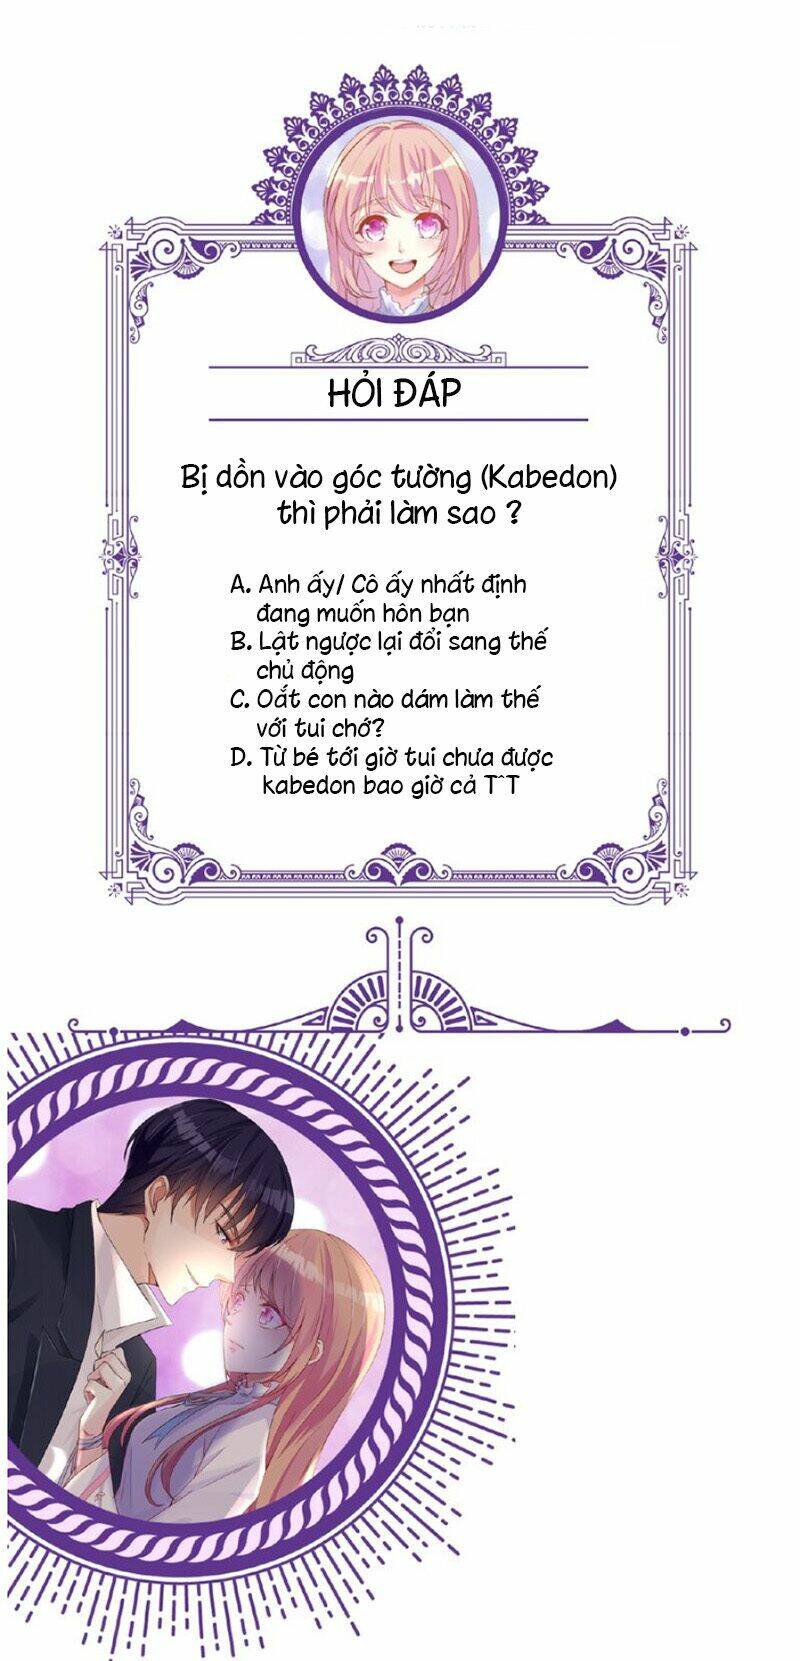 HỎI ĐÁP
Bị dồn vào góc tường (Kabedon)
thì phải làm sao ?
A. Anh ấy/ Cô ấy nhất định
đang muốn hôn bạn
B. Lật ngược lại đổi sang thế
chủ động
C. Oắt con nào dám làm thế
với tui chớ?
D. Từ bé tới giờ tui chưa được
kabedon bao giờ cả T^T